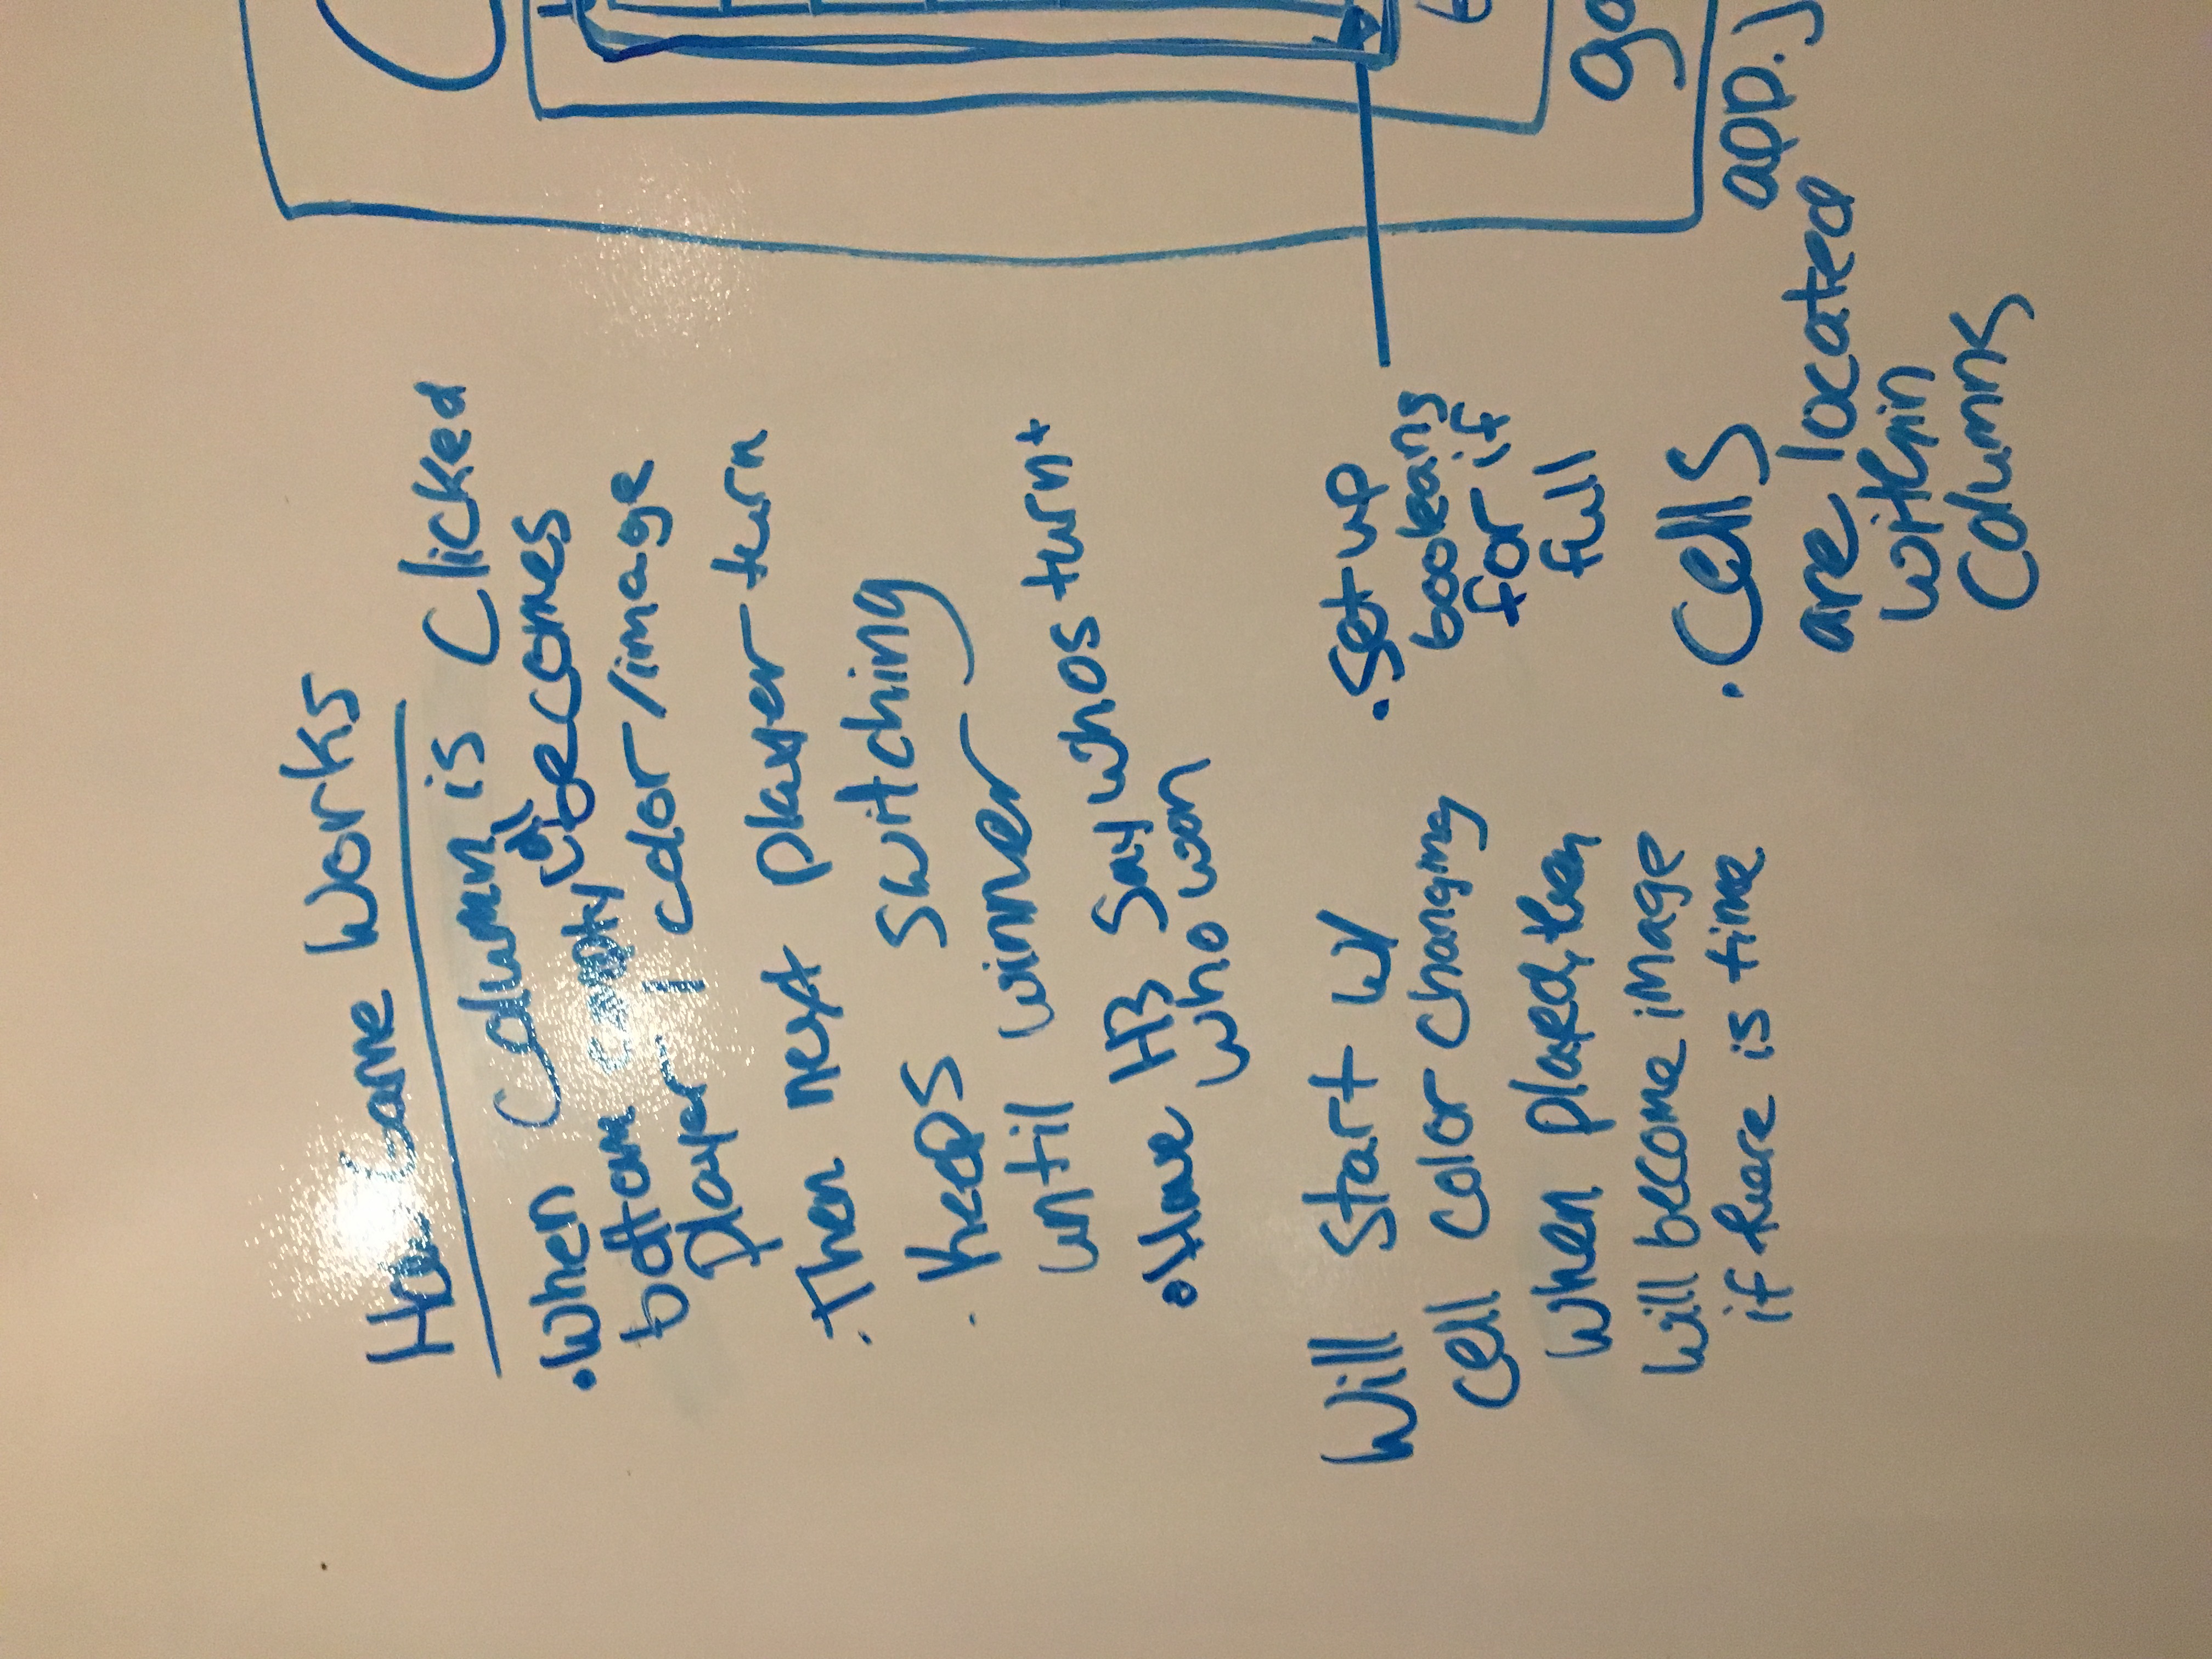 How Game Works
• When Column is Clicked
bottom empty cell becomes
Player 1 color/image
· Then next player turn
· Keeps switching
until winner
• Have H3 Say whos turn +
who won
Will Start w/
cell color changing
when played, then
will become image
if there is time
• Set up
booleans
for if
full
• Cells
are located
within
Columns
go
app.j